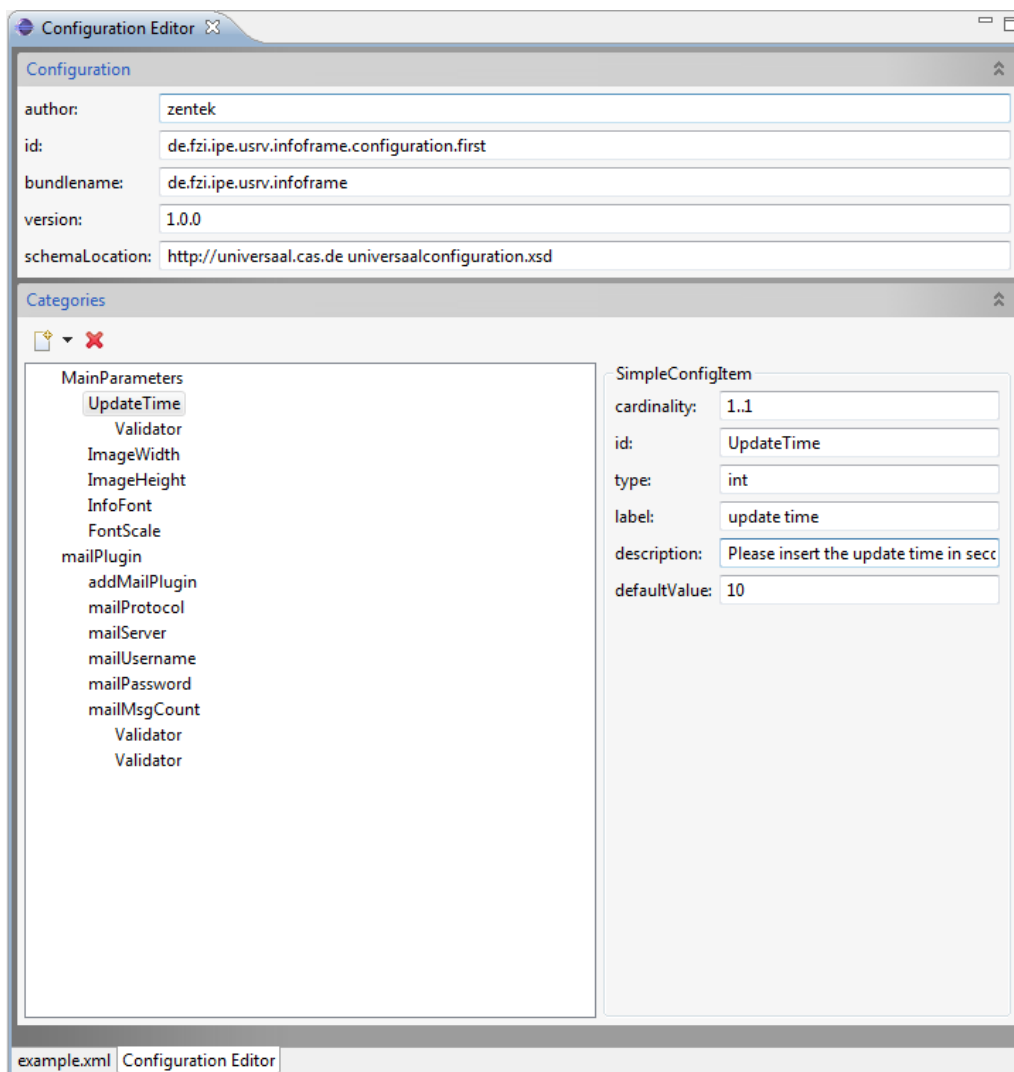 Configuration Editor
Configuration
author: zentek
id: de.fzi.ipe.usrv.infoframe.configuration.first
bundlename: de.fzi.ipe.usrv.infoframe
version: 1.0.0
schemaLocation: http://universaal.cas.de universaalconfiguration.xsd
Categories
MainParameters
UpdateTime
Validator
ImageWidth
ImageHeight
InfoFont
FontScale
mailPlugin
addMailPlugin
mailProtocol
mailServer
mailUsername
mailPassword
mailMsgCount
Validator
Validator
SimpleConfigItem
cardinality: 1..1
id: UpdateTime
type: int
label: update time
description: Please insert the update time in secc
defaultValue: 10
example.xml Configuration Editor